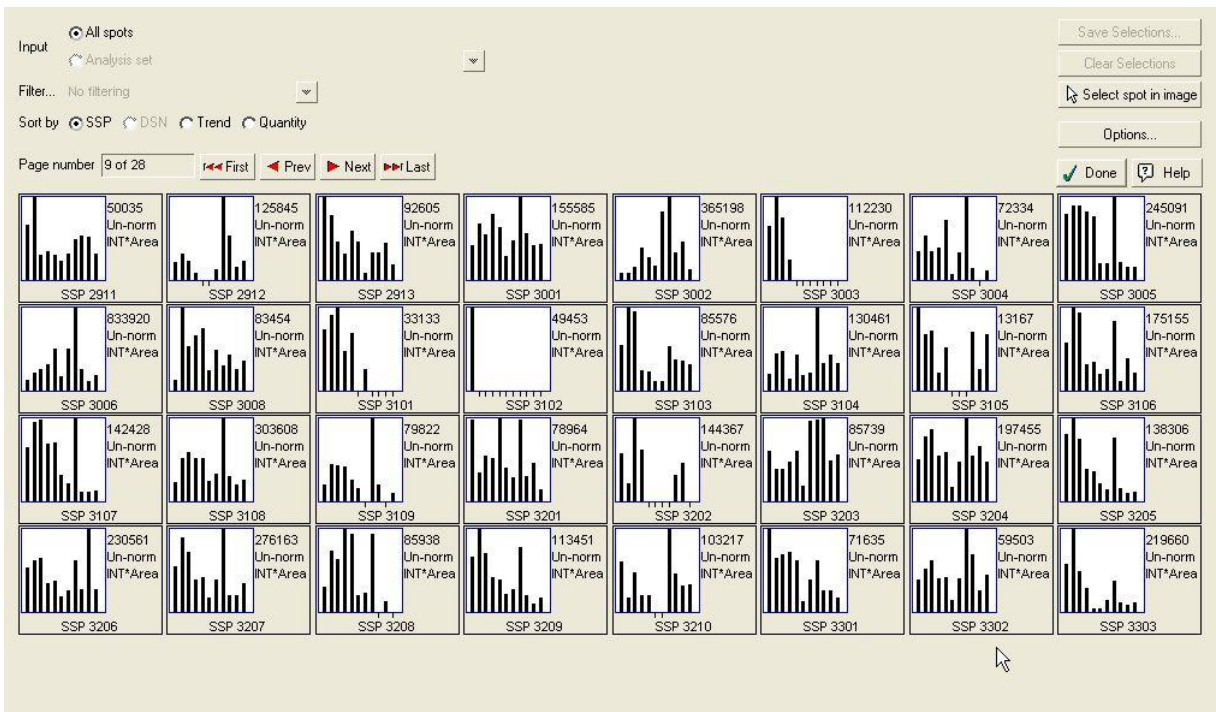 Input
All spots
Analysis set
Filter... No filtering
Sort by SSP DSN Trend Quantity
Page number 9 of 28 First Prev Next Last
Save Selections...
Clear Selections
Select spot in image
Options...
Done Help
50035 Un-norm INT*Area SSP 2911
125845 Un-norm INT*Area SSP 2912
92605 Un-norm INT*Area SSP 2913
155585 Un-norm INT*Area SSP 3001
365198 Un-norm INT*Area SSP 3002
112230 Un-norm INT*Area SSP 3003
72334 Un-norm INT*Area SSP 3004
245091 Un-norm INT*Area SSP 3005
833920 Un-norm INT*Area SSP 3006
83454 Un-norm INT*Area SSP 3008
33133 Un-norm INT*Area SSP 3101
49453 Un-norm INT*Area SSP 3102
85576 Un-norm INT*Area SSP 3103
130461 Un-norm INT*Area SSP 3104
13167 Un-norm INT*Area SSP 3105
175155 Un-norm INT*Area SSP 3106
142428 Un-norm INT*Area SSP 3107
303608 Un-norm INT*Area SSP 3108
79822 Un-norm INT*Area SSP 3109
78964 Un-norm INT*Area SSP 3201
144367 Un-norm INT*Area SSP 3202
85739 Un-norm INT*Area SSP 3203
197455 Un-norm INT*Area SSP 3204
138306 Un-norm INT*Area SSP 3205
230561 Un-norm INT*Area SSP 3206
276163 Un-norm INT*Area SSP 3207
85938 Un-norm INT*Area SSP 3208
113451 Un-norm INT*Area SSP 3209
103217 Un-norm INT*Area SSP 3210
71635 Un-norm INT*Area SSP 3301
59503 Un-norm INT*Area SSP 3302
219660 Un-norm INT*Area SSP 3303